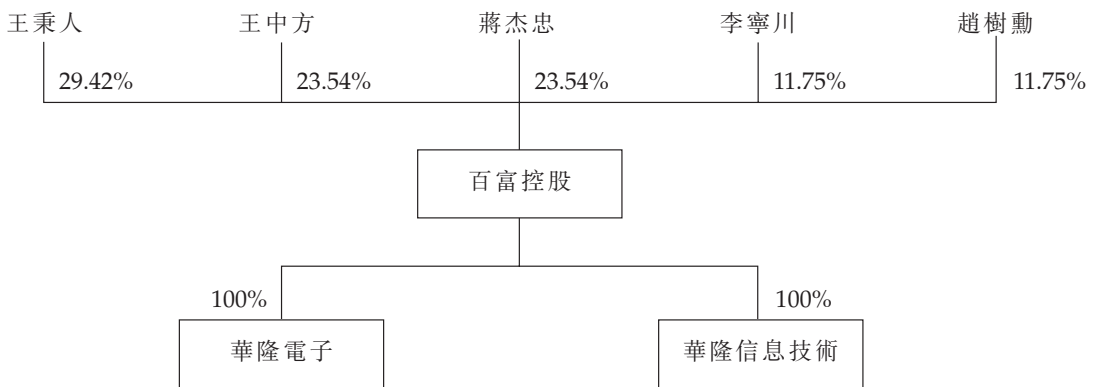 王秉人 王中方 蔣杰忠 李寧川 趙樹勳
29.42% 23.54% 23.54% 11.75% 11.75%
百富控股
100% 100%
華隆電子 華隆信息技術